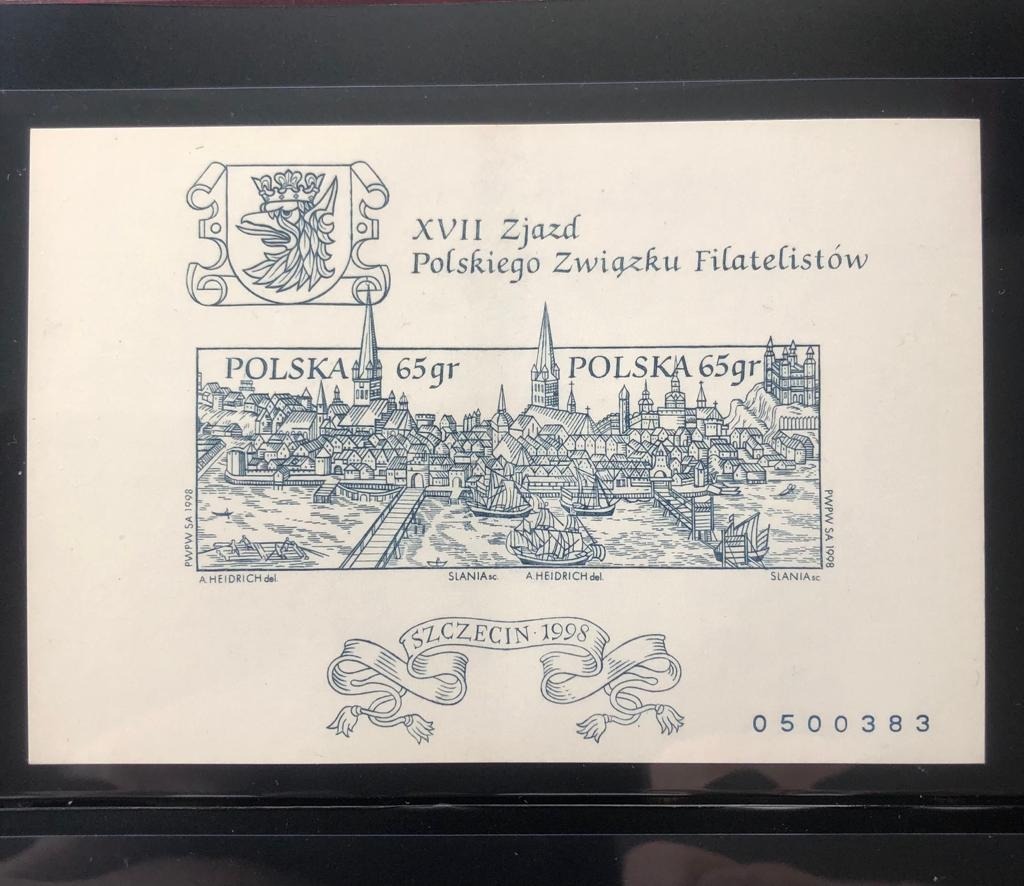 XVII Zjazd
Polskiego Związku Filatelistów
POLSKA 65gr
POLSKA 65gr
PWPW SA 1998
PWPW SA 1998
A.HEIDRICH del.
SLANIA sc.
A.HEIDRICH del.
SLANIA sc
SZCZECIN·1998
0500383